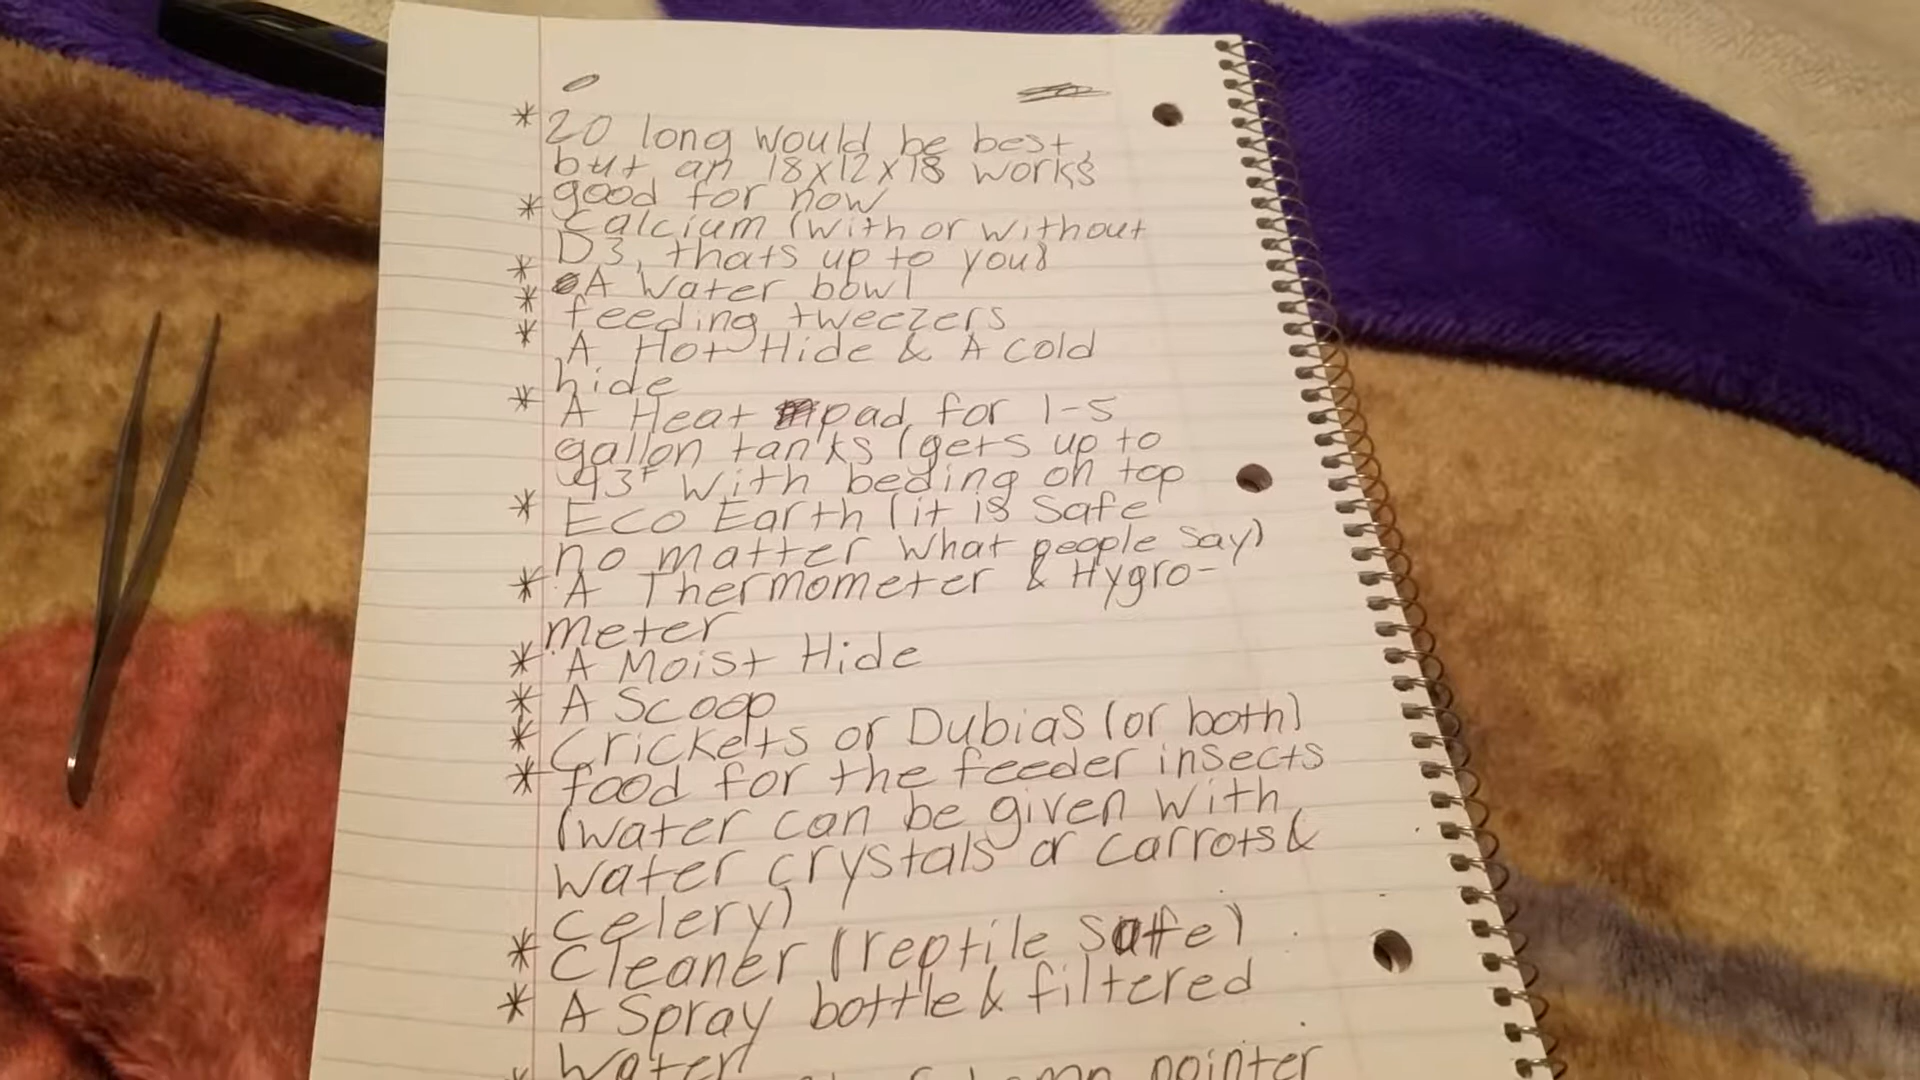 * 20 long would be best,
but an 18x12x18 works
good for now
* Calcium (with or without
D3, thats up to you)
* A Water bowl
* feeding tweezers
* A Hot Hide & A cold
hide
* A Heat pad for 1-5
gallon tanks (gets up to
93f with beding on top
* Eco Earth (it is Safe
no matter What people Say)
* A Thermometer & Hygro-
meter
* A Moist Hide
* A Scoop
* Crickets or Dubias (or both)
* food for the feeder insects
(water can be given with
water crystals or carrots &
celery)
* Cleaner (reptile Safe)
* A Spray bottle & filtered
Water
pointer